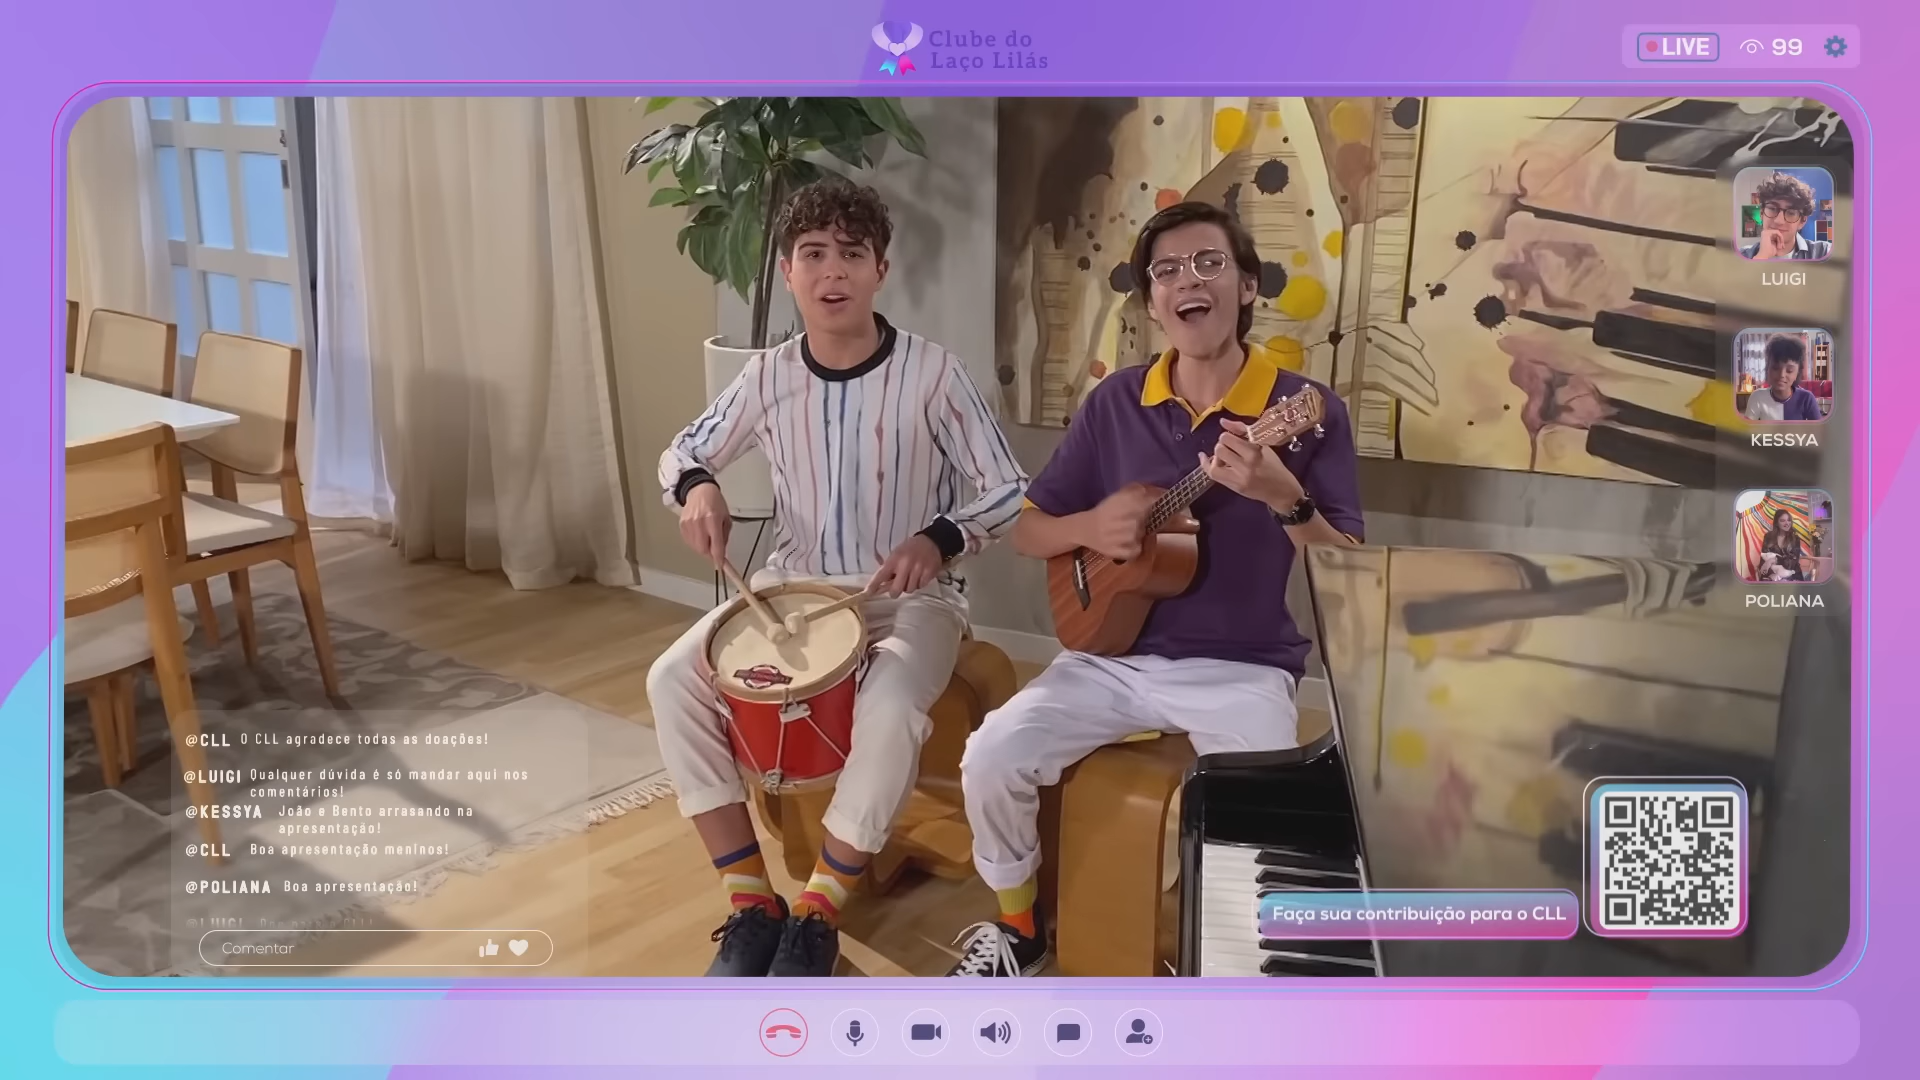 Clube do
Laço Lilás
LIVE 99
LUIGI
KESSYA
POLIANA
@CLL O CLL agradece todas as doações!
@LUIGI Qualquer dúvida é só mandar aqui nos
comentários!
@KESSYA João e Bento arrasando na
apresentação!
@CLL Boa apresentação meninos!
@POLIANA Boa apresentação!
@LUIGI
Comentar
Faça sua contribuição para o CLL